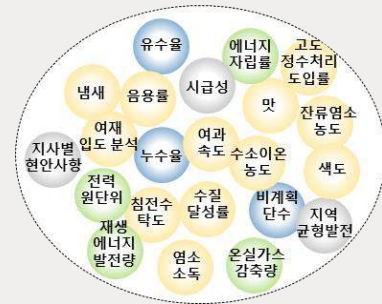 유수율
에너지
자립률
고도
정수처리
도입률
냄새
음용률
시급성
맛
잔류염소
농도
지사별
현안사항
여재
입도 분석
누수율
여과
속도
수소이온
농도
색도
전력
원단위
침전수
탁도
수질
달성률
비계획
단수
지역
균형발전
재생
에너지
발전량
염소
소독
온실가스
감축량